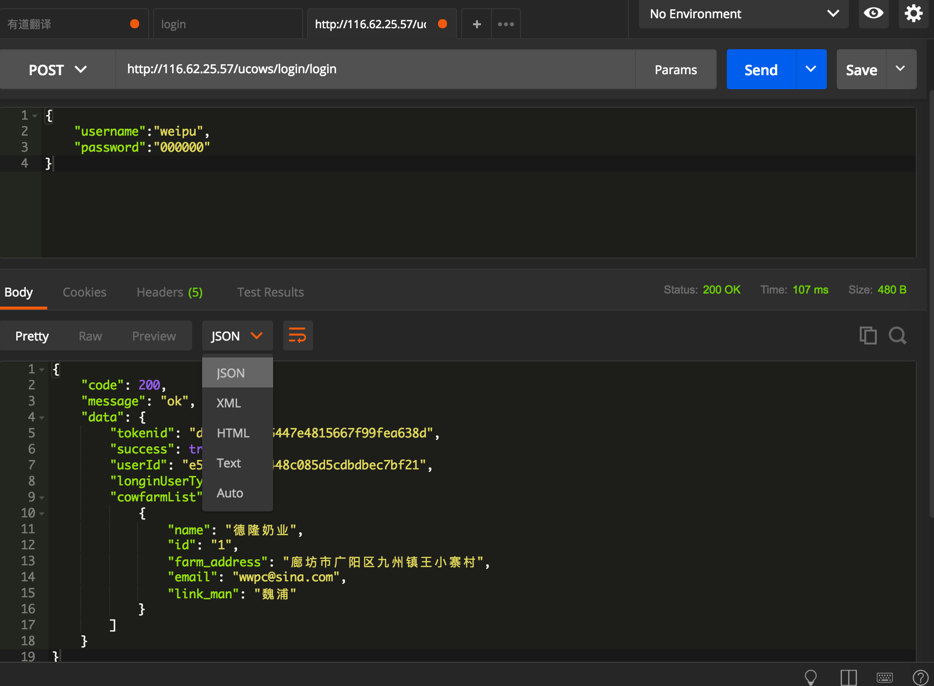 有道翻译
login
http://116.62.25.57/uc
+
•••
No Environment
POST
http://116.62.25.57/ucows/login/login
Params
Send
Save
1 {
2 "username":"weipu",
3 "password":"000000"
4 }
Body
Cookies
Headers (5)
Test Results
Status: 200 OK
Time: 107 ms
Size: 480 B
Pretty
Raw
Preview
JSON
JSON
XML
HTML
Text
Auto
1 {
2 "code": 200,
3 "message": "ok",
4 "data": {
5 "tokenid": "d 5447e4815667f99fea638d",
6 "success": tr
7 "userId": "e5 448c085d5cdbdbec7bf21",
8 "longinUserTy
9 "cowfarmList"
10 {
11 "name": "德隆奶业",
12 "id": "1",
13 "farm_address": "廊坊市广阳区九州镇王小寨村",
14 "email": "wwpc@sina.com",
15 "link_man": "魏浦"
16 }
17 ]
18 }
19 }